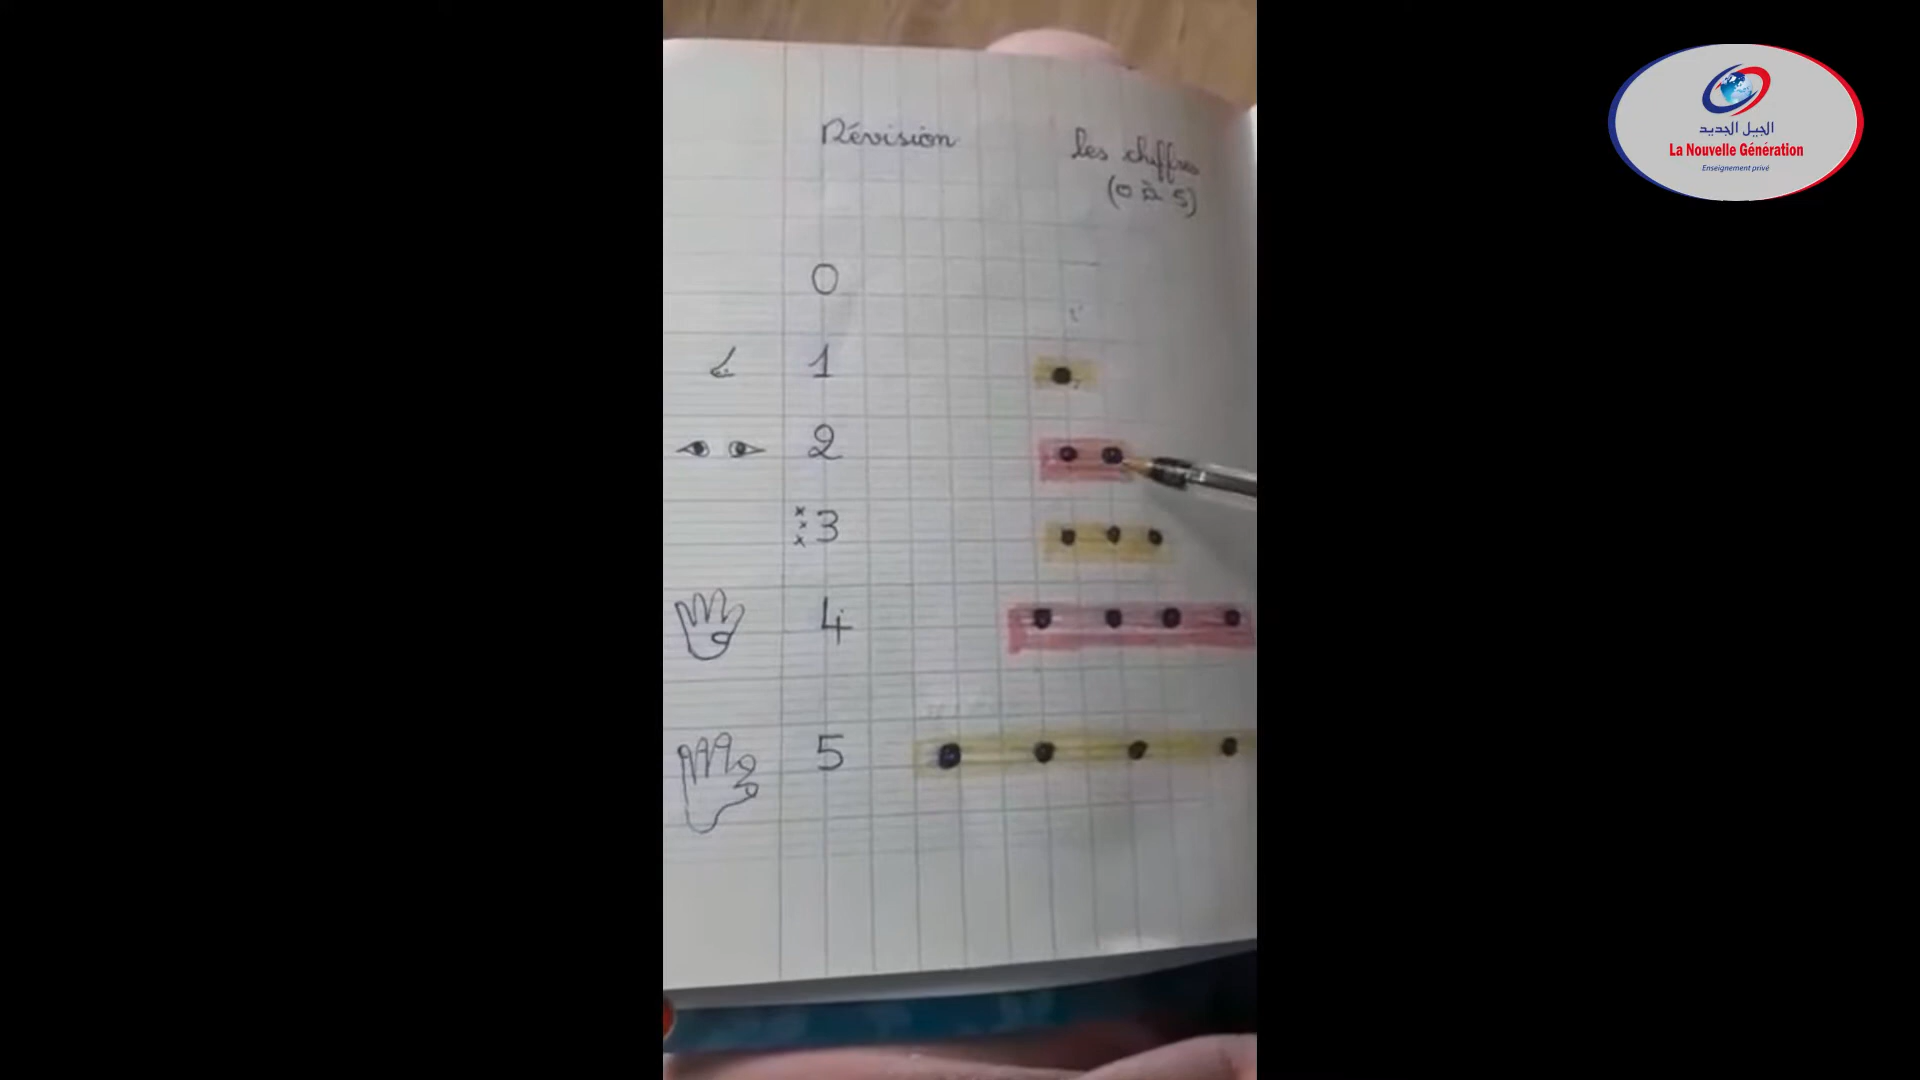 Révision
les chiffres
(0 à 5)
0
1
2
3
4
5
الجيل الجديد
La Nouvelle Génération
Enseignement privé